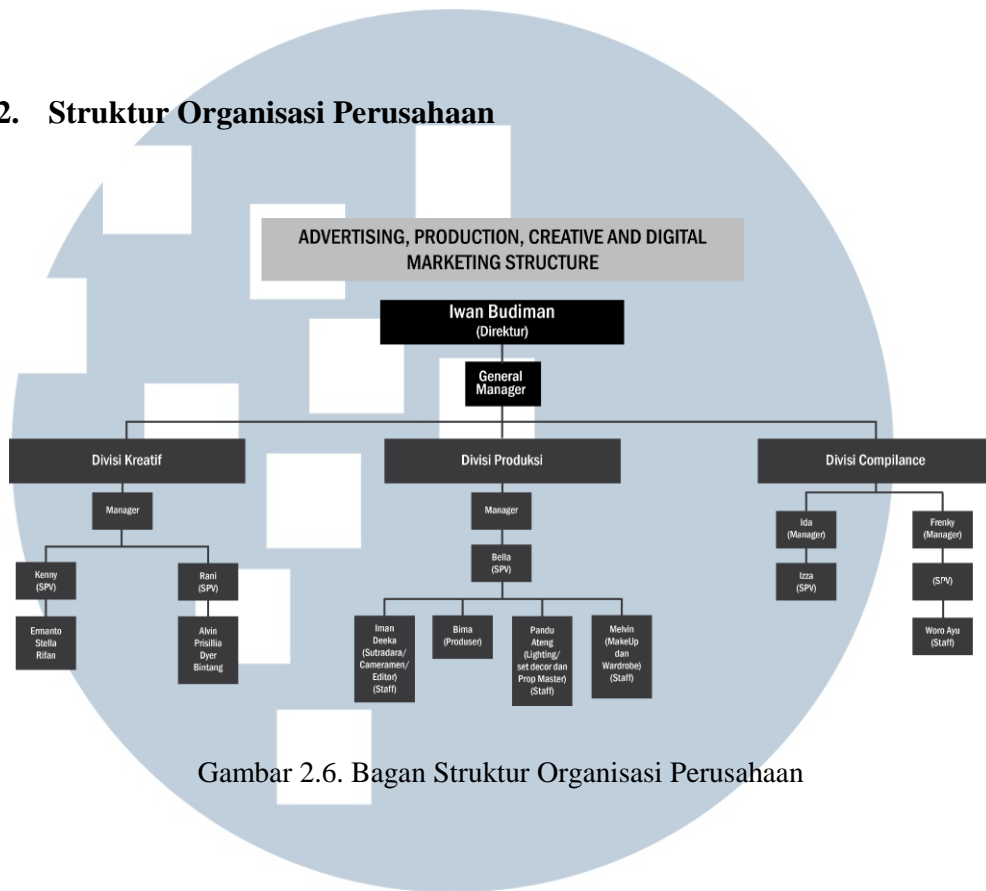 2. Struktur Organisasi Perusahaan
ADVERTISING, PRODUCTION, CREATIVE AND DIGITAL
MARKETING STRUCTURE
Iwan Budiman
(Direktur)
General
Manager
Divisi Kreatif
Divisi Produksi
Divisi Compilance
Manager
Kenny
(SPV)
Ermanto
Stella
Rifan
Rani
(SPV)
Alvin
Prisillia
Dyer
Bintang
Manager
Bella
(SPV)
Iman
Deeka
(Sutradara/
Cameramen/
Editor)
(Staff)
Bima
(Produser)
Pandu
Ateng
(Lighting/
set decor dan
Prop Master)
(Staff)
Melvin
(MakeUp
dan
Wardrobe)
(Staff)
Ida
(Manager)
Izza
(SPV)
Frenky
(Manager)
(SPV)
Woro Ayu
(Staff)
Gambar 2.6. Bagan Struktur Organisasi Perusahaan